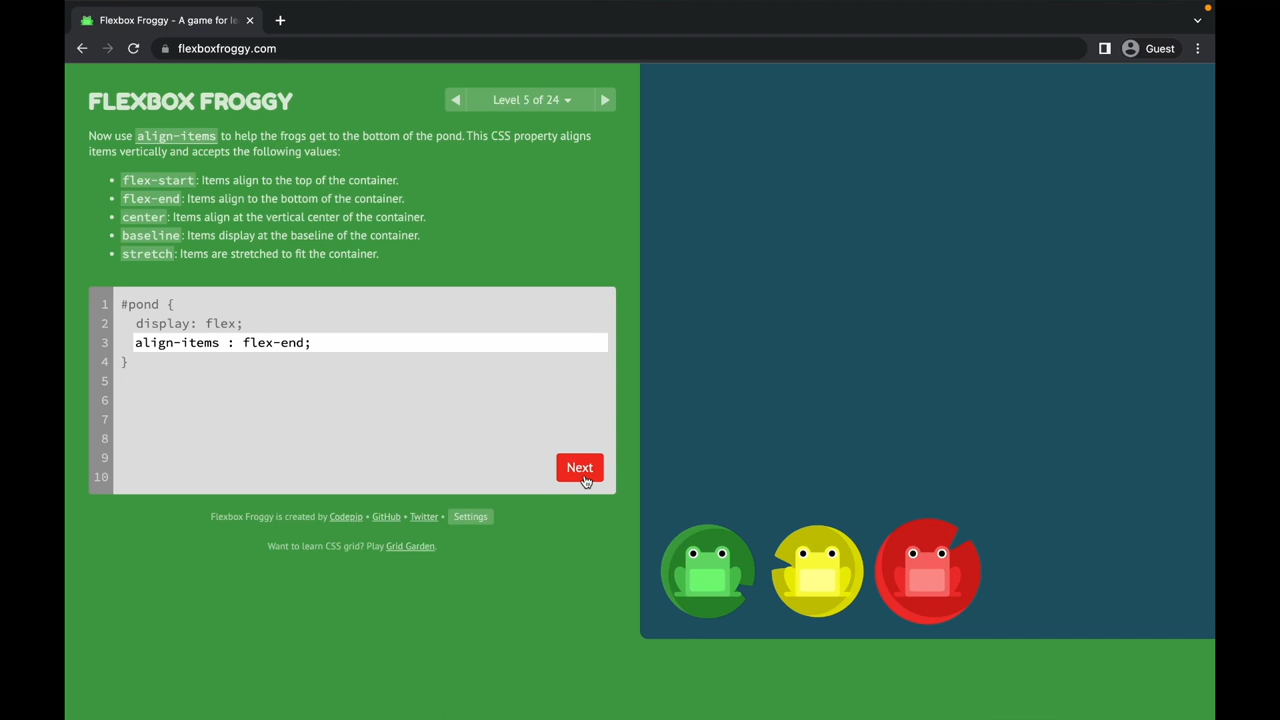 Flexbox Froggy - A game for le
flexboxfroggy.com
Guest
FLEXBOX FROGGY
Level 5 of 24
Now use align-items to help the frogs get to the bottom of the pond. This CSS property aligns
items vertically and accepts the following values:
• flex-start: Items align to the top of the container.
• flex-end: Items align to the bottom of the container.
• center: Items align at the vertical center of the container.
• baseline: Items display at the baseline of the container.
• stretch: Items are stretched to fit the container.
1 #pond {
2 display: flex;
3 align-items : flex-end;
4 }
5
6
7
8
9
10
Next
Flexbox Froggy is created by Codepip • GitHub • Twitter • Settings
Want to learn CSS grid? Play Grid Garden.